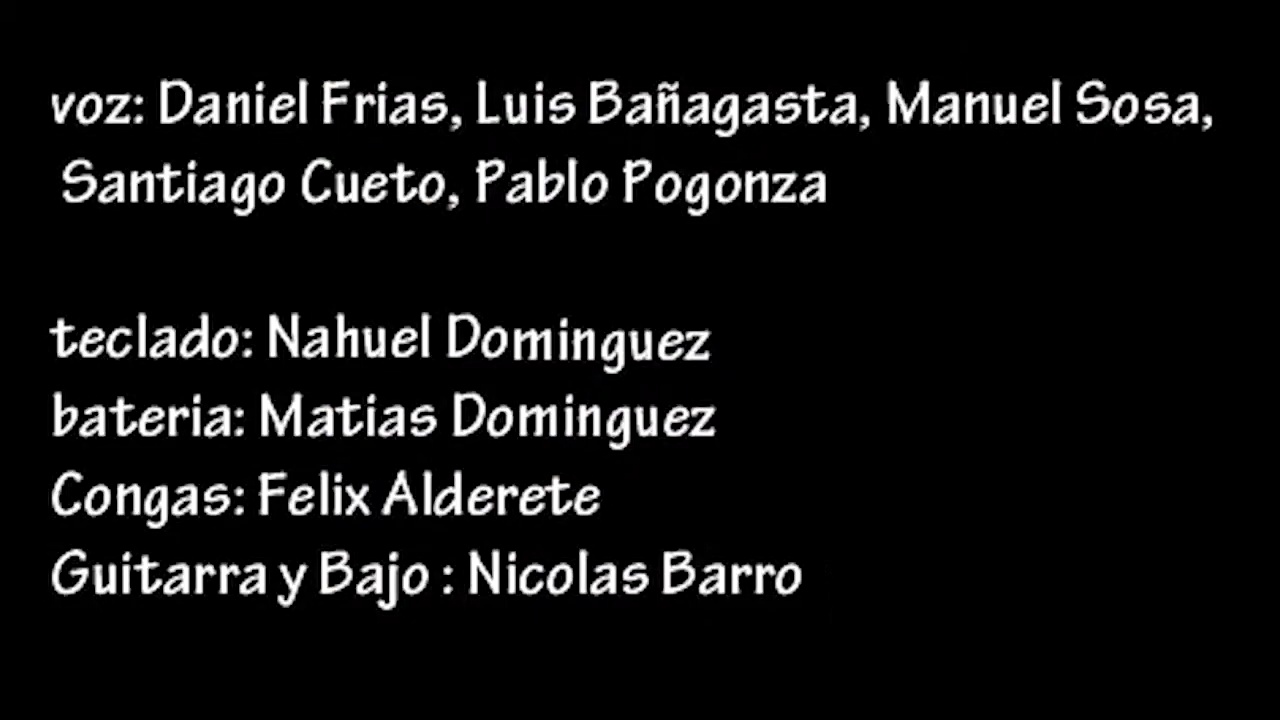 voz: Daniel Frias, Luis Bañagasta, Manuel Sosa,
Santiago Cueto, Pablo Pogonza
teclado: Nahuel Dominguez
bateria: Matias Dominguez
Congas: Felix Alderete
Guitarra y Bajo : Nicolas Barro